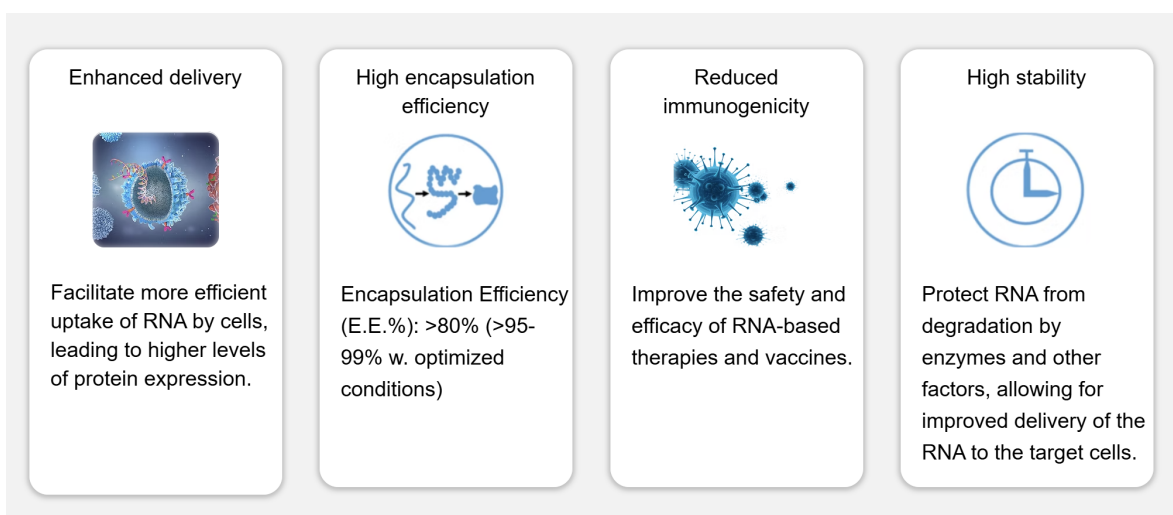 Enhanced delivery
Facilitate more efficient
uptake of RNA by cells,
leading to higher levels
of protein expression.
High encapsulation
efficiency
Encapsulation Efficiency
(E.E.%): >80% (>95-
99% w. optimized
conditions)
Reduced
immunogenicity
Improve the safety and
efficacy of RNA-based
therapies and vaccines.
High stability
Protect RNA from
degradation by
enzymes and other
factors, allowing for
improved delivery of the
RNA to the target cells.